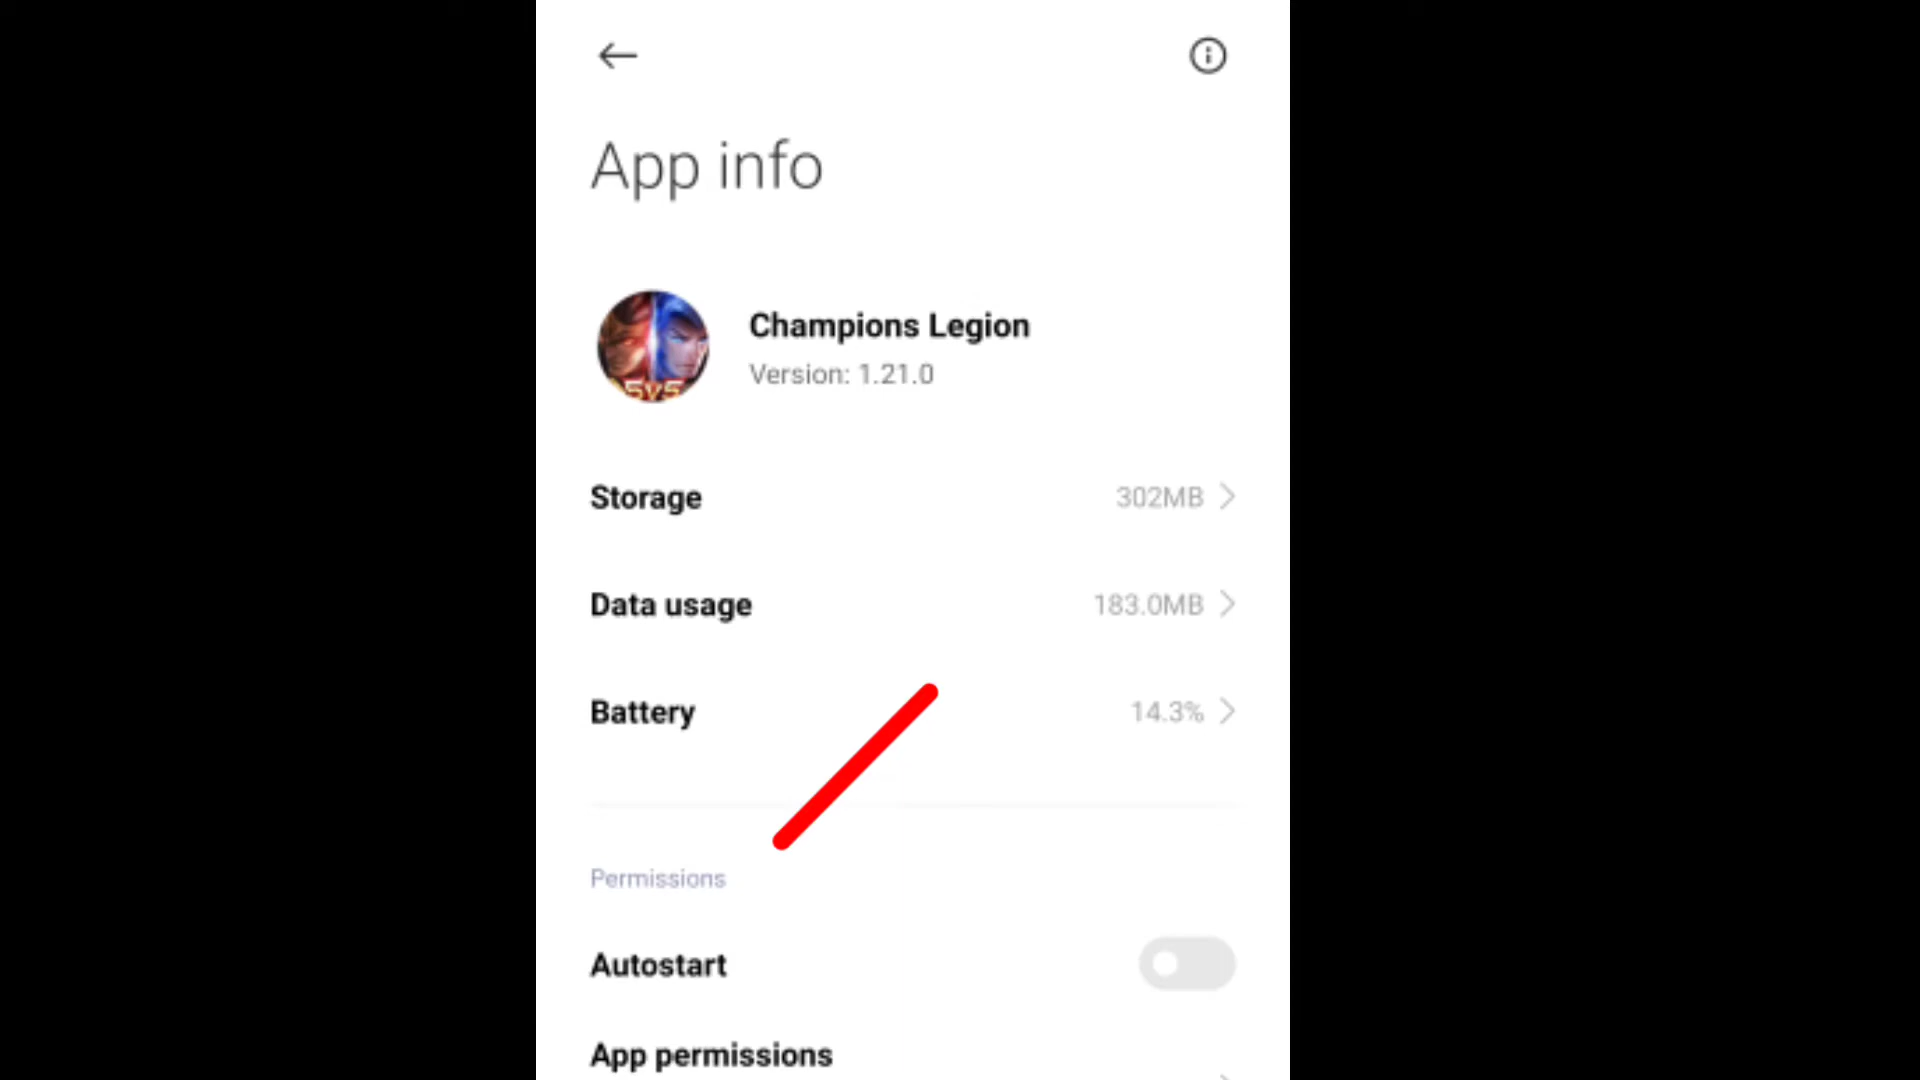 App info
5v5
Champions Legion
Version: 1.21.0
Storage 302MB
Data usage 183.0MB
Battery 14.3%
Permissions
Autostart
App permissions